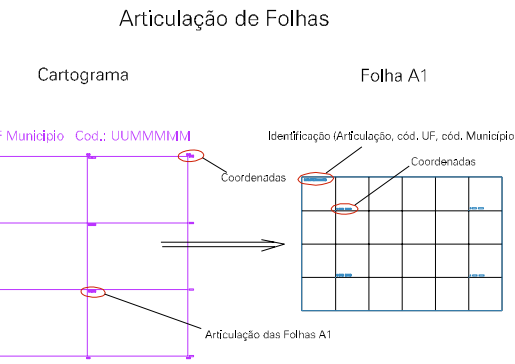 Articulação de Folhas
Cartograma
Folha A1
F Municipio Cod.: UUMMMMM
Identificação (Articulação, cód. UF, cód. Município
Coordenadas
Coordenadas
Articulação das Folhas A1